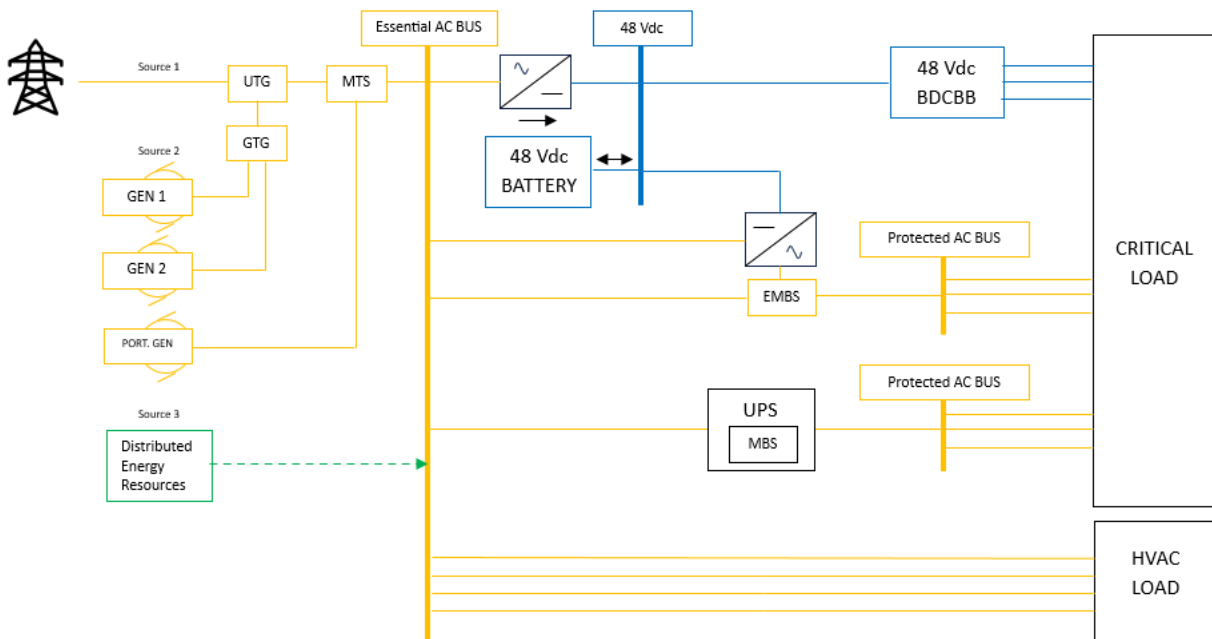 Essential AC BUS
48 Vdc
Source 1
UTG
MTS
48 Vdc
BDCBB
GTG
Source 2
GEN 1
48 Vdc
BATTERY
GEN 2
Protected AC BUS
CRITICAL
LOAD
EMBS
PORT. GEN
Protected AC BUS
Source 3
UPS
MBS
Distributed
Energy
Resources
HVAC
LOAD